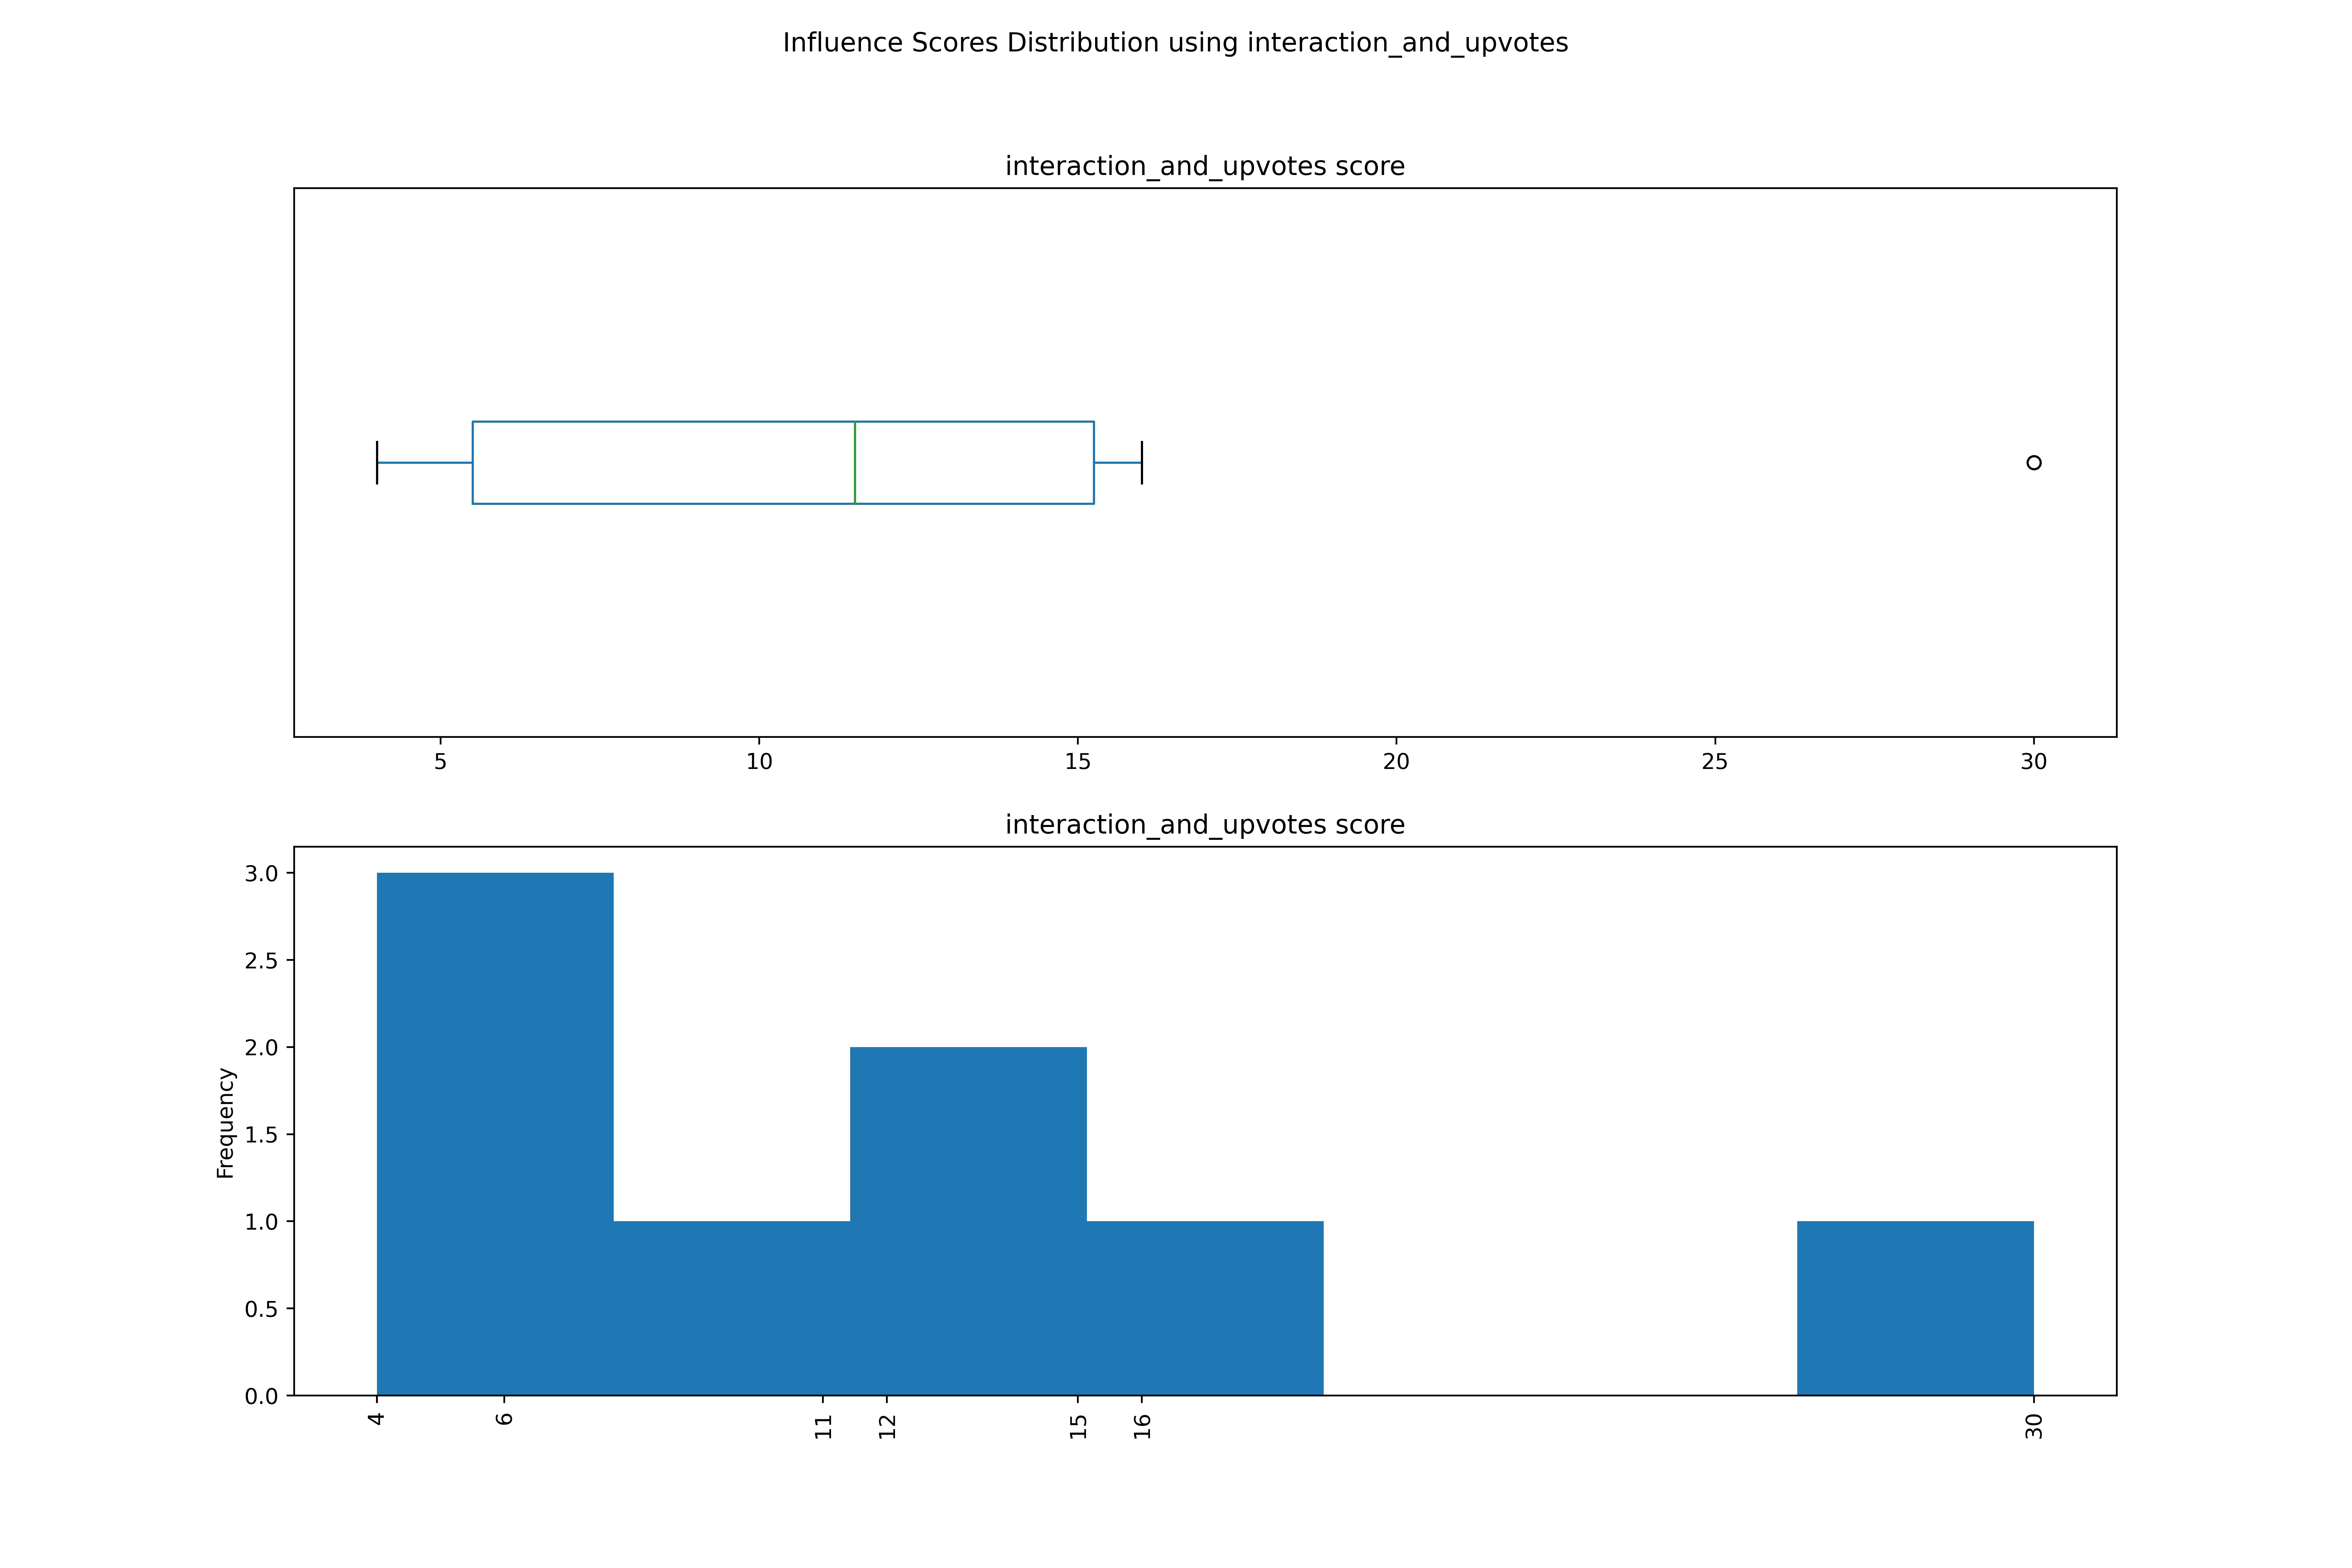 Influence Scores Distribution using interaction_and_upvotes
interaction_and_upvotes score
5 10 15 20 25 30
interaction_and_upvotes score
3.0
2.5
2.0
1.5
1.0
0.5
0.0
Frequency
4 6 11 12 15 16 30